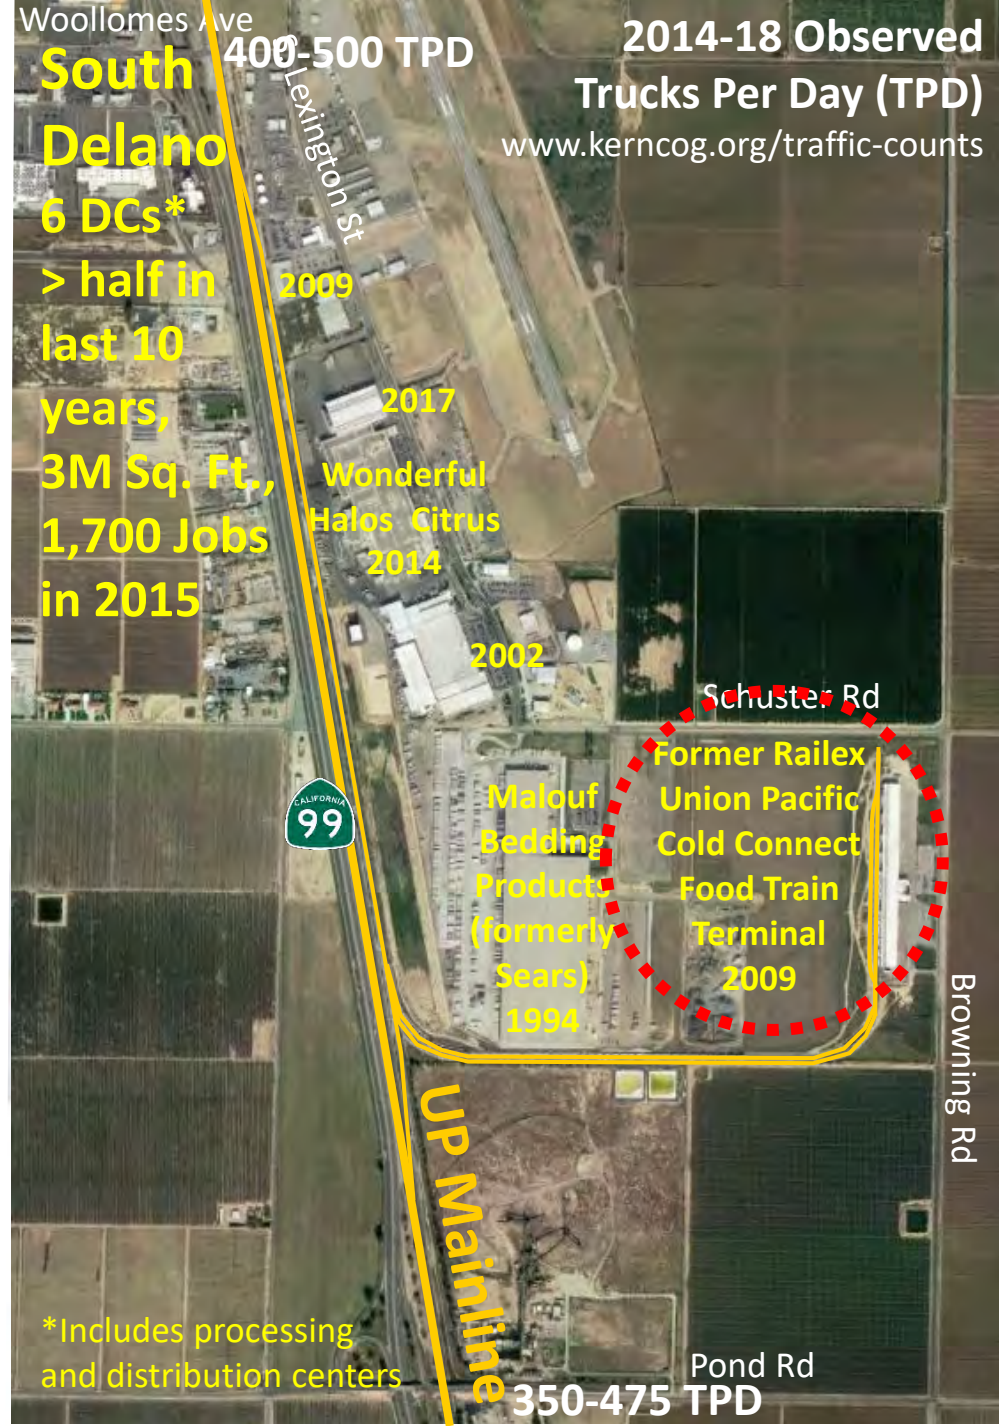 Woollomes Ave
400-500 TPD
2014-18 Observed
Trucks Per Day (TPD)
www.kerncog.org/traffic-counts
South
Delano
6 DCs*
> half in
last 10
years,
3M Sq. Ft.,
1,700 Jobs
in 2015
Lexington St
2009
2017
Wonderful
Halos Citrus
2014
2002
Schuster Rd
CALIFORNIA
99
Malouf
Bedding
Products
(formerly
Sears)
1994
Former Railex
Union Pacific
Cold Connect
Food Train
Terminal
2009
Browning Rd
UP Mainline
*Includes processing
and distribution centers
Pond Rd
350-475 TPD